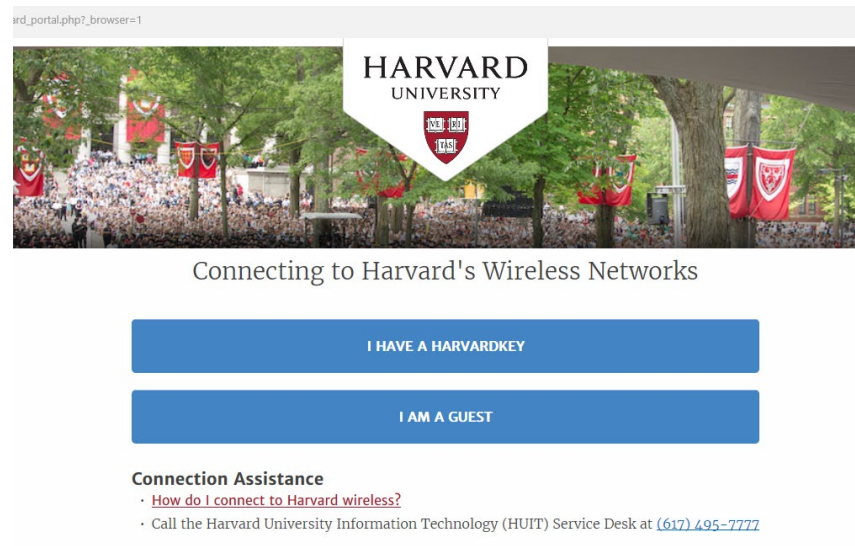 ard_portal.php?_browser=1
HARVARD
UNIVERSITY
VE RI
TAS
Connecting to Harvard's Wireless Networks
I HAVE A HARVARDKEY
I AM A GUEST
Connection Assistance
· How do I connect to Harvard wireless?
· Call the Harvard University Information Technology (HUIT) Service Desk at (617) 495-7777